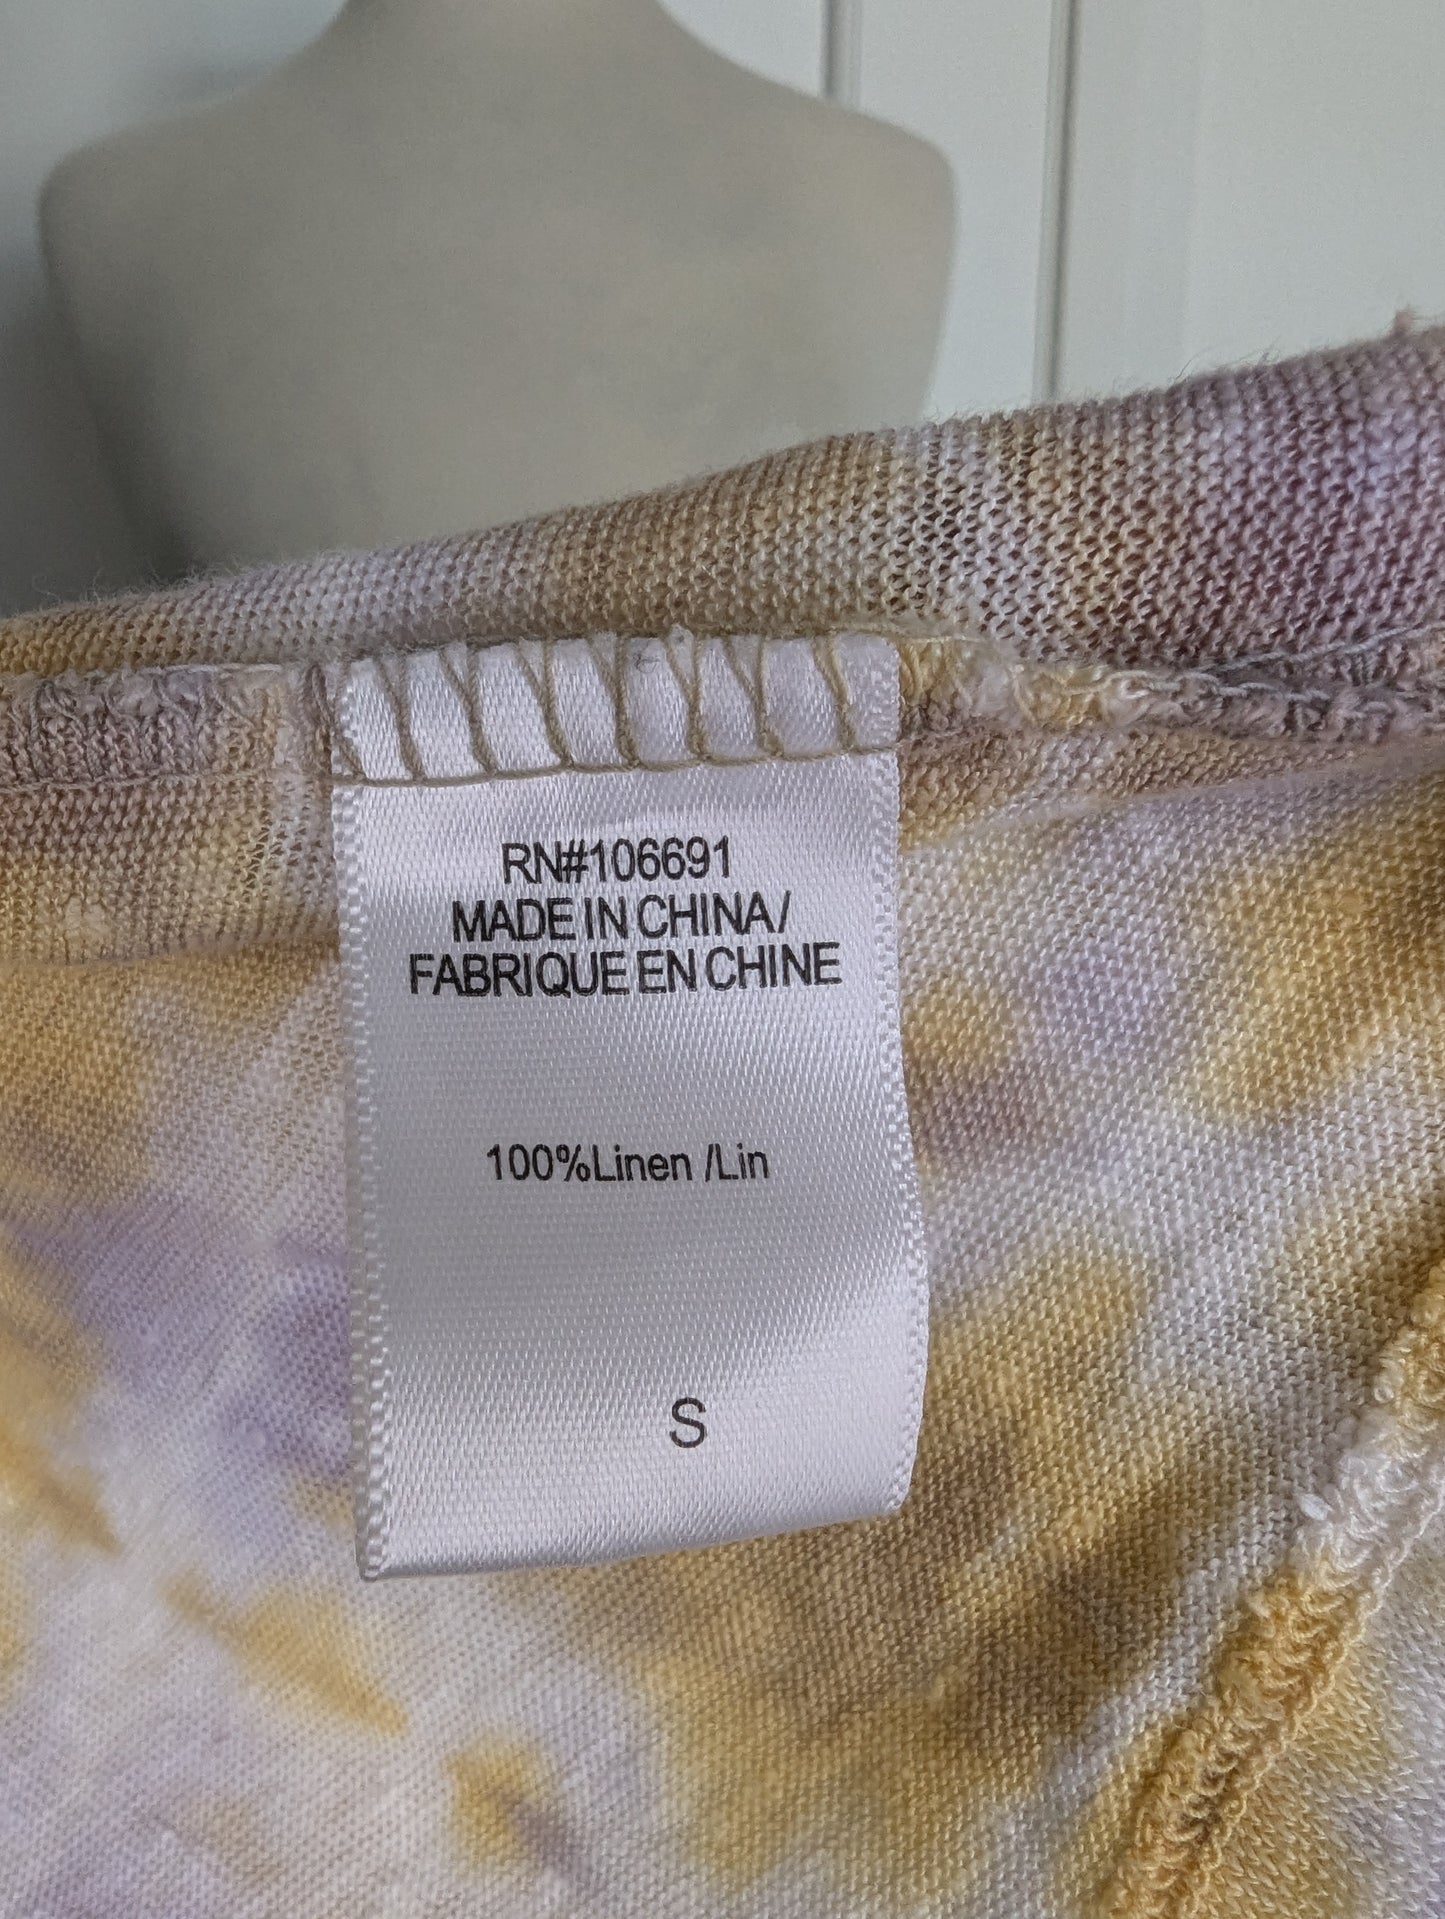 RN#106691
MADE IN CHINA/
FABRIQUE EN CHINE
100%Linen /Lin
S